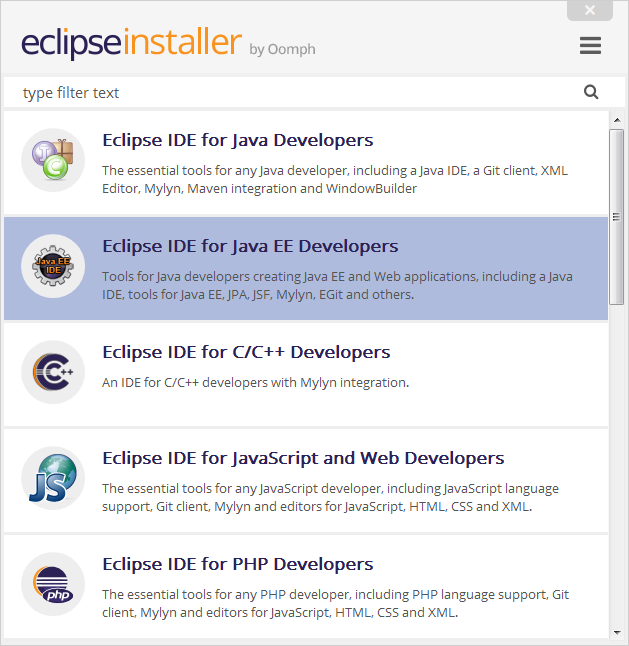 eclipseinstaller by Oomph
type filter text
Eclipse IDE for Java Developers
The essential tools for any Java developer, including a Java IDE, a Git client, XML
Editor, Mylyn, Maven integration and WindowBuilder
Java EE
IDE
Eclipse IDE for Java EE Developers
Tools for Java developers creating Java EE and Web applications, including a Java
IDE, tools for Java EE, JPA, JSF, Mylyn, EGit and others.
C++
Eclipse IDE for C/C++ Developers
An IDE for C/C++ developers with Mylyn integration.
JS
Eclipse IDE for JavaScript and Web Developers
The essential tools for any JavaScript developer, including JavaScript language
support, Git client, Mylyn and editors for JavaScript, HTML, CSS and XML.
php
Eclipse IDE for PHP Developers
The essential tools for any PHP developer, including PHP language support, Git
client, Mylyn and editors for JavaScript, HTML, CSS and XML.